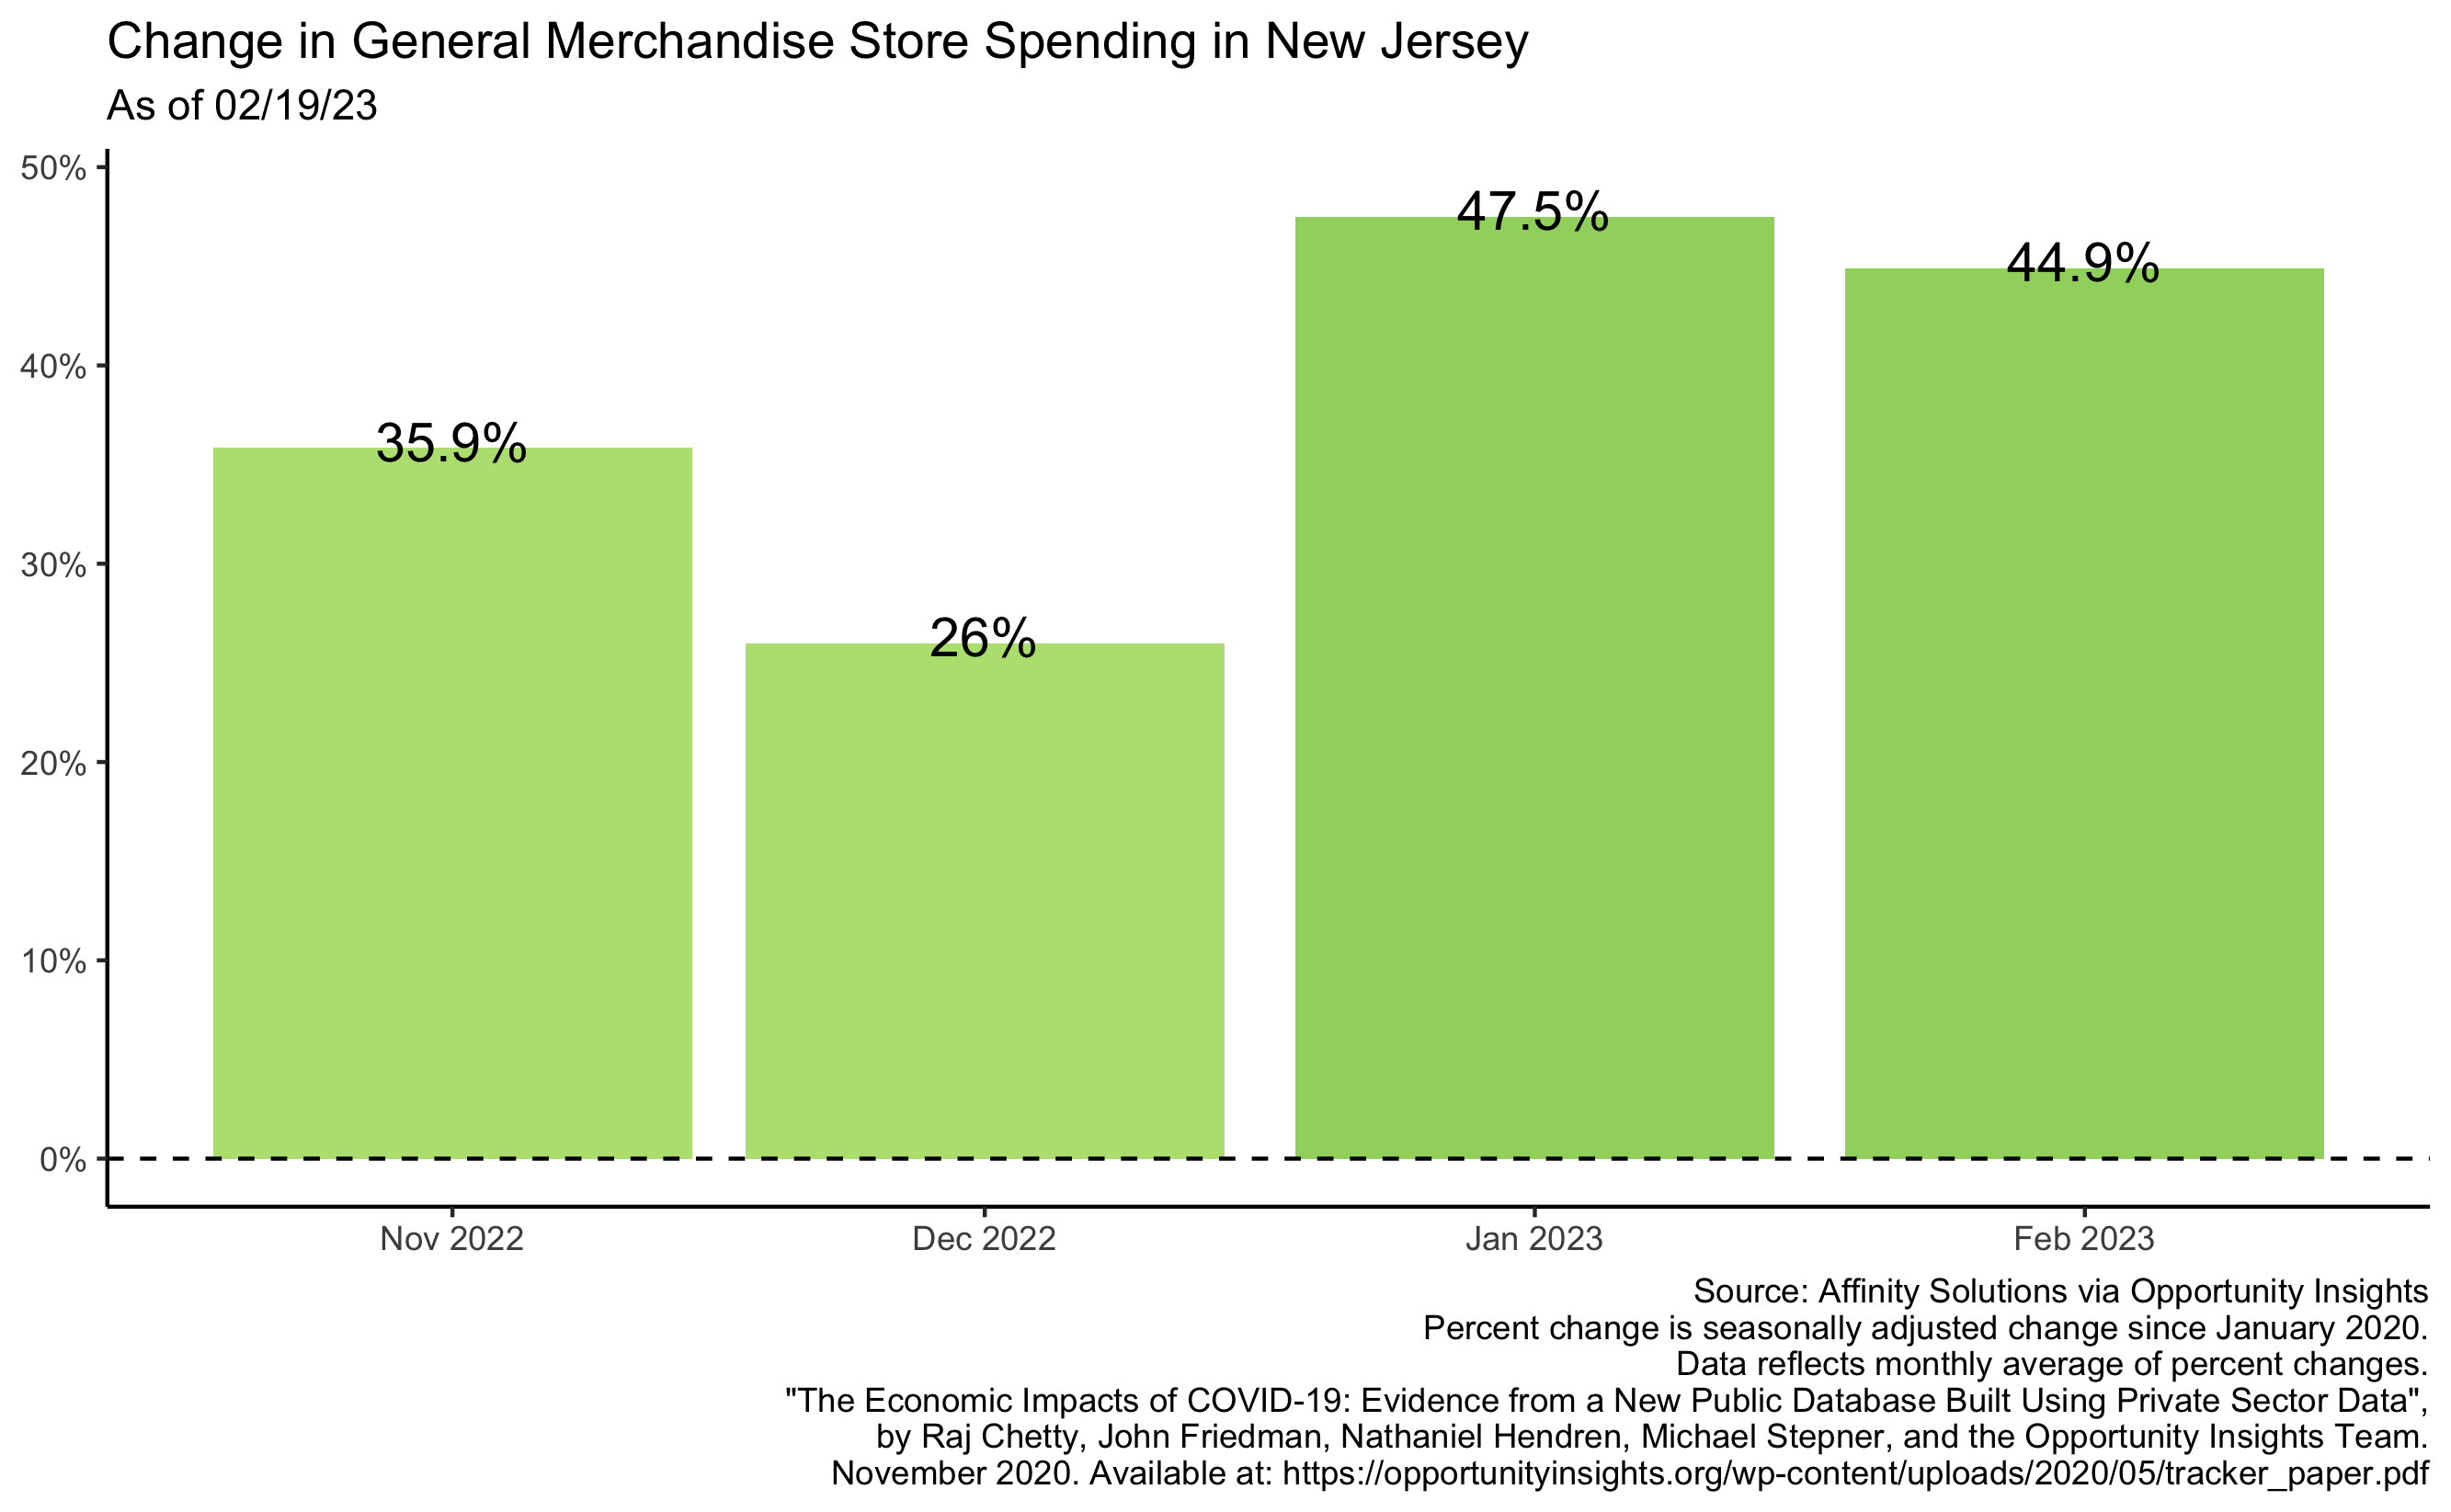 Change in General Merchandise Store Spending in New Jersey
As of 02/19/23
50%
40%
30%
20%
10%
0%
35.9%
26%
47.5%
44.9%
Nov 2022
Dec 2022
Jan 2023
Feb 2023
Source: Affinity Solutions via Opportunity Insights
Percent change is seasonally adjusted change since January 2020.
Data reflects monthly average of percent changes.
"The Economic Impacts of COVID-19: Evidence from a New Public Database Built Using Private Sector Data",
by Raj Chetty, John Friedman, Nathaniel Hendren, Michael Stepner, and the Opportunity Insights Team.
November 2020. Available at: https://opportunityinsights.org/wp-content/uploads/2020/05/tracker_paper.pdf